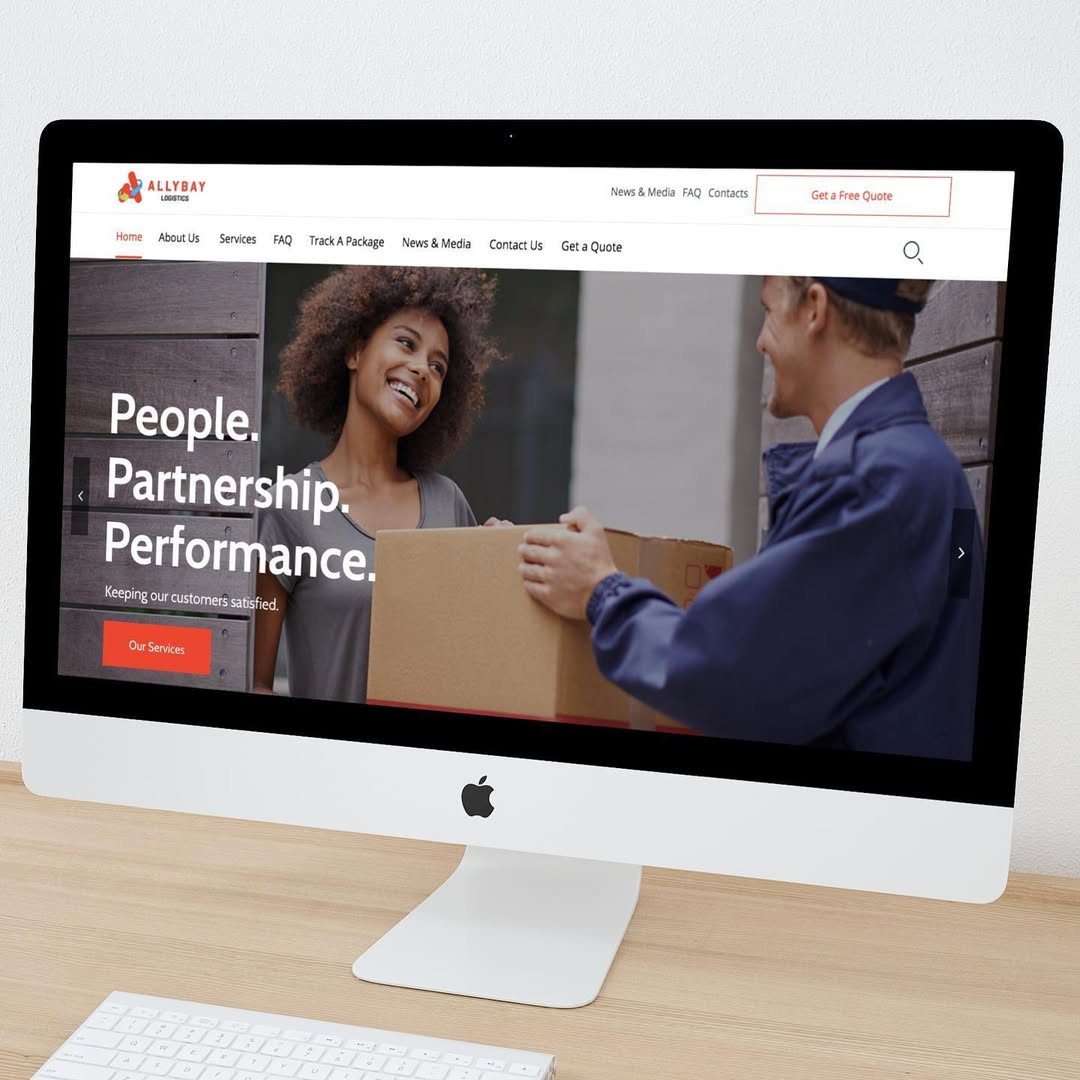 ALLYBAY
LOGISTICS
News & Media FAQ Contacts
Get a Free Quote
Home About Us Services FAQ Track A Package News & Media Contact Us Get a Quote
People.
Partnership.
Performance.
Keeping our customers satisfied.
Our Services